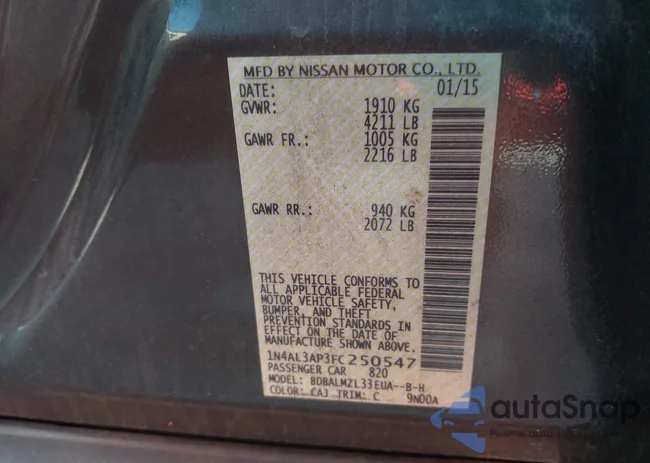 MFD BY NISSAN MOTOR CO., LTD.
DATE: 01/15
GVWR: 1910 KG
4211 LB
GAWR FR.: 1005 KG
2216 LB
GAWR RR.: 940 KG
2072 LB
THIS VEHICLE CONFORMS TO
ALL APPLICABLE FEDERAL
MOTOR VEHICLE SAFETY,
BUMPER, AND THEFT
PREVENTION STANDARDS IN
EFFECT ON THE DATE OF
MANUFACTURE SHOWN ABOVE.
1N4AL3AP3FC250547
PASSENGER CAR 820
MODEL: BDBALMZL33EUA--B-H
COLOR: CAJ TRIM: C 9N00A
autoSnap